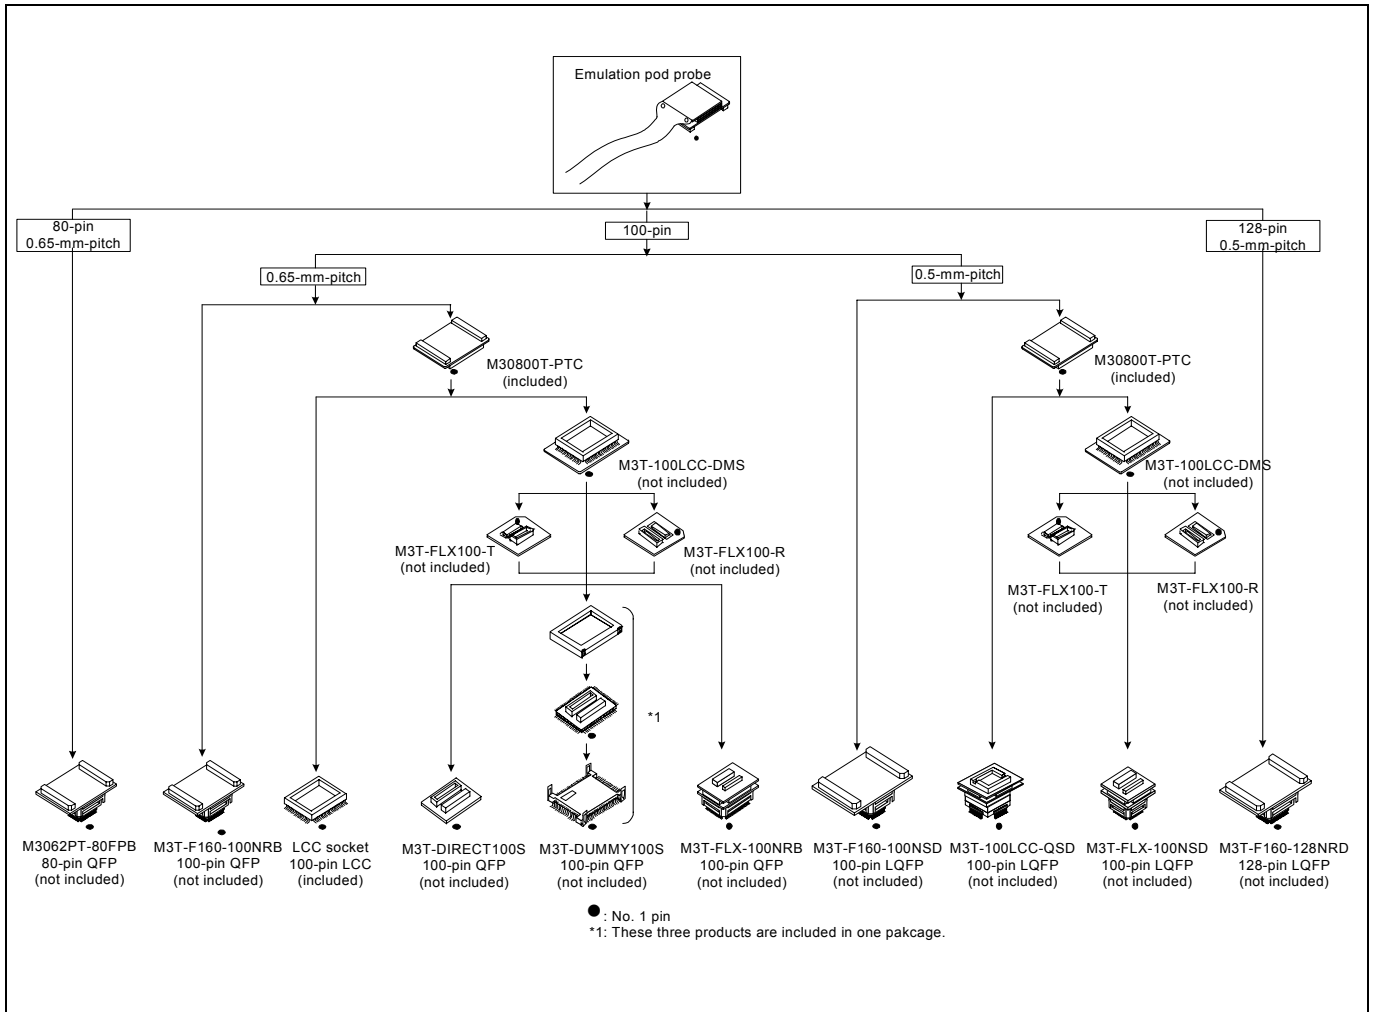 Emulation pod probe
80-pin
0.65-mm-pitch
100-pin
128-pin
0.5-mm-pitch
0.65-mm-pitch
0.5-mm-pitch
M30800T-PTC
(included)
M30800T-PTC
(included)
M3T-100LCC-DMS
(not included)
M3T-100LCC-DMS
(not included)
M3T-FLX100-T
(not included)
M3T-FLX100-R
(not included)
M3T-FLX100-T
(not included)
M3T-FLX100-R
(not included)
*1
M3062PT-80FPB
80-pin QFP
(not included)
M3T-F160-100NRB
100-pin QFP
(not included)
LCC socket
100-pin LCC
(included)
M3T-DIRECT100S
100-pin QFP
(not included)
M3T-DUMMY100S
100-pin QFP
(not included)
M3T-FLX-100NRB
100-pin QFP
(not included)
M3T-F160-100NSD
100-pin LQFP
(not included)
M3T-100LCC-QSD
100-pin LQFP
(not included)
M3T-FLX-100NSD
100-pin LQFP
(not included)
M3T-F160-128NRD
128-pin LQFP
(not included)
: No. 1 pin
*1: These three products are included in one pakcage.